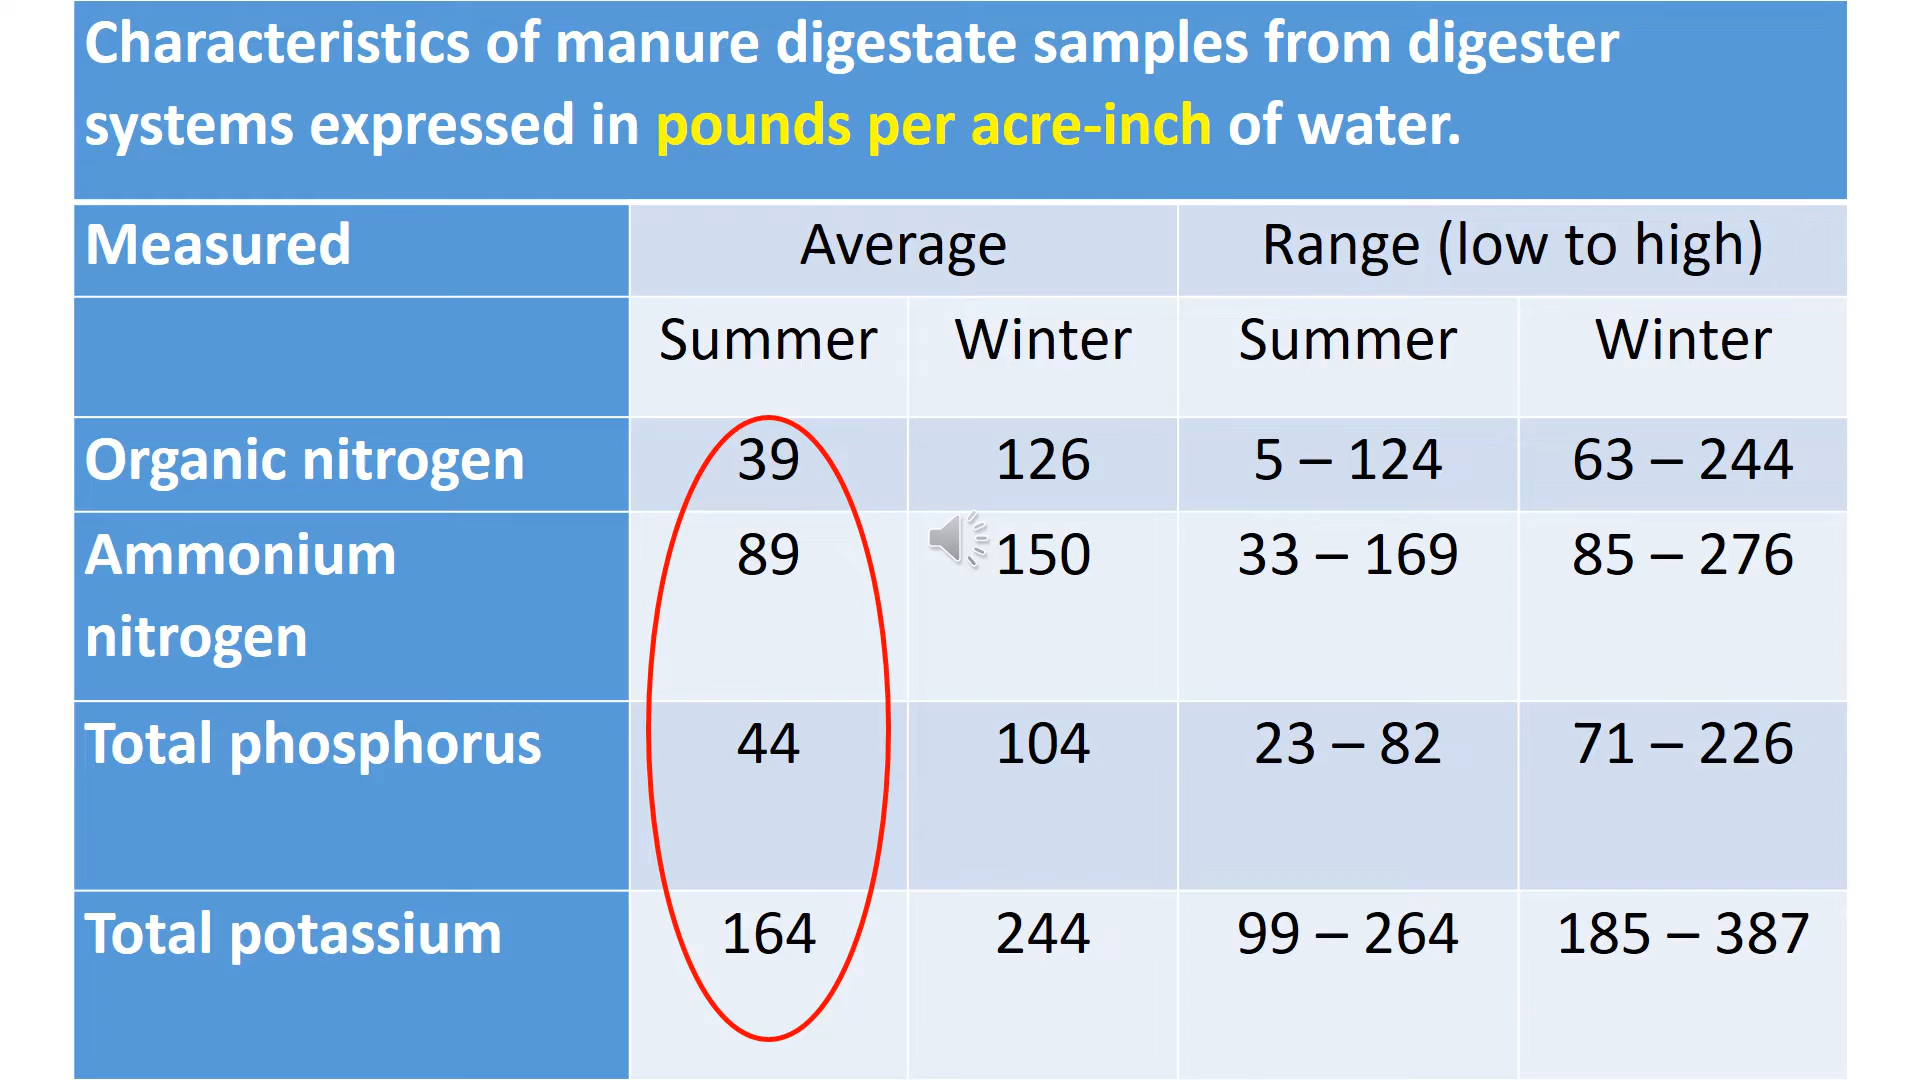 Characteristics of manure digestate samples from digester
systems expressed in pounds per acre-inch of water.
Measured Average Range (low to high)
Summer Winter Summer Winter
Organic nitrogen 39 126 5 – 124 63 – 244
Ammonium 89 150 33 – 169 85 – 276
nitrogen
Total phosphorus 44 104 23 – 82 71 – 226
Total potassium 164 244 99 – 264 185 – 387